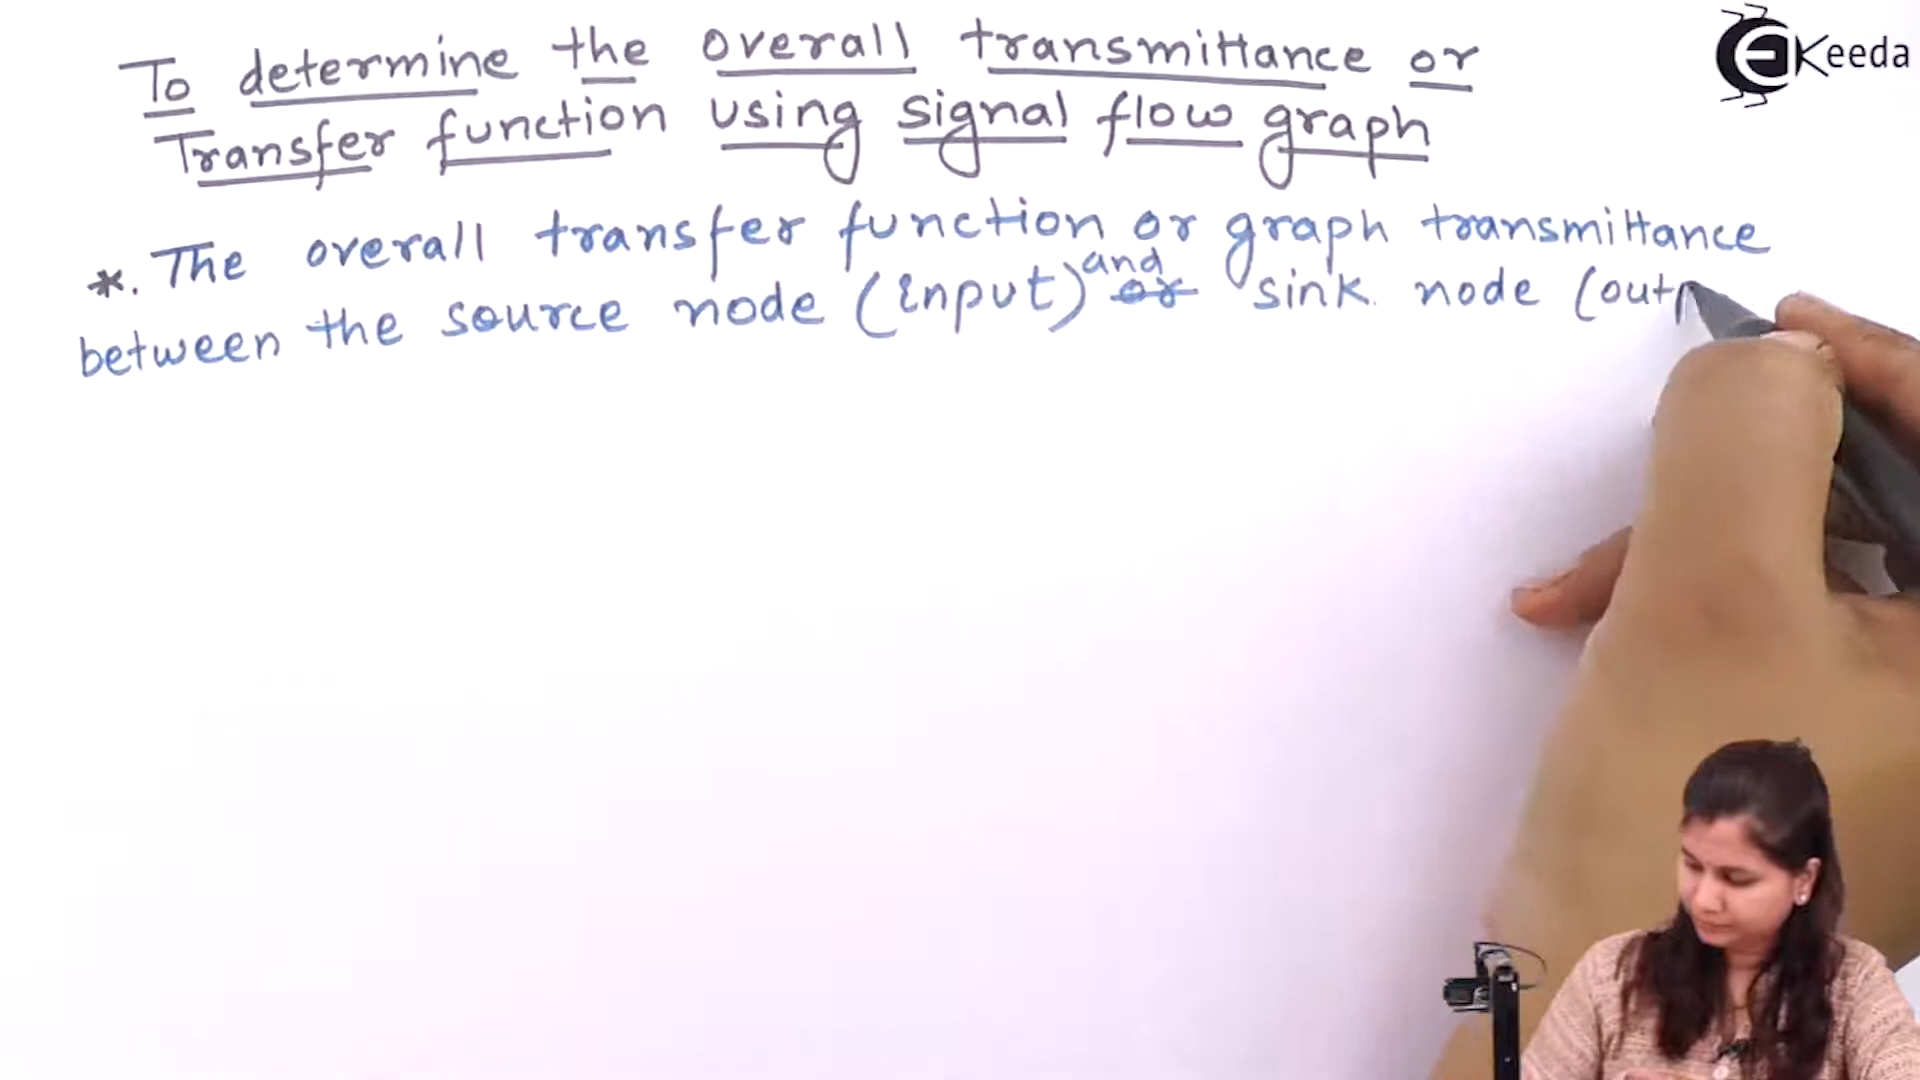 To determine the overall transmittance or
Transfer function using signal flow graph
Keeda
*. The overall transfer function or graph transmittance
between the source node (input) and or sink node (outp